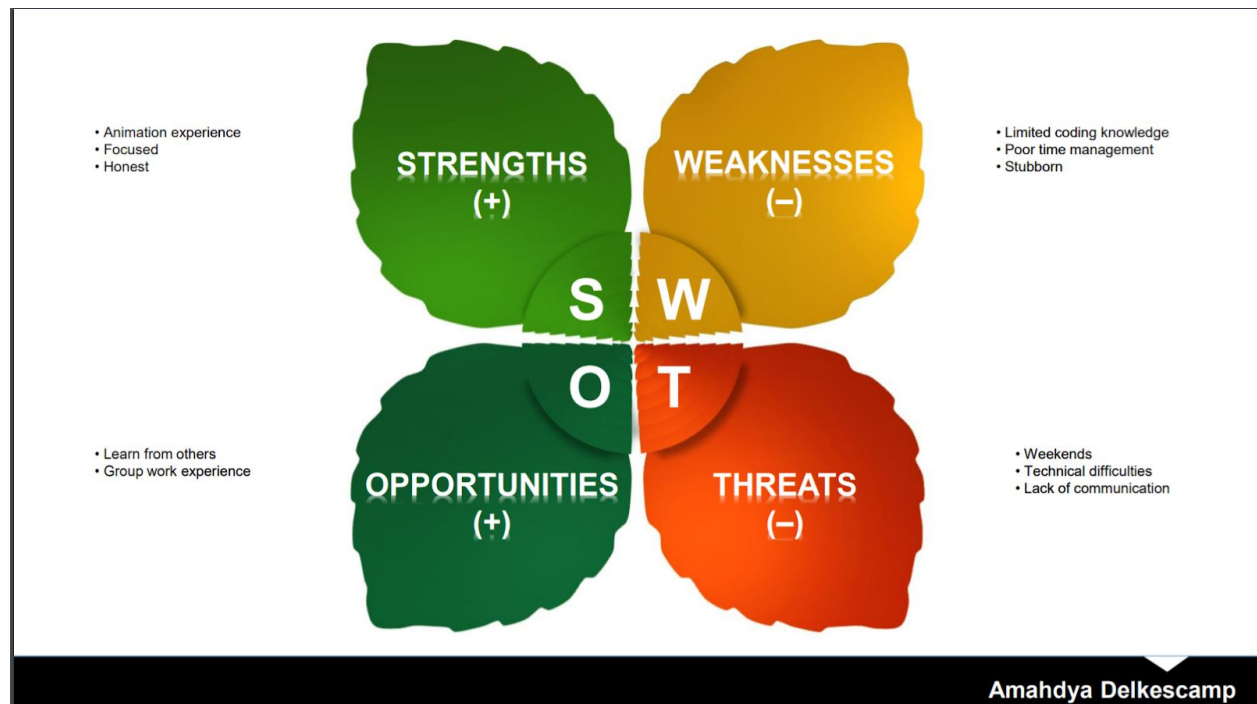 • Animation experience
• Focused
• Honest
STRENGTHS
(+)
WEAKNESSES
(–)
• Limited coding knowledge
• Poor time management
• Stubborn
S W
O T
• Learn from others
• Group work experience
OPPORTUNITIES
(+)
THREATS
(–)
• Weekends
• Technical difficulties
• Lack of communication
Amahdya Delkescamp